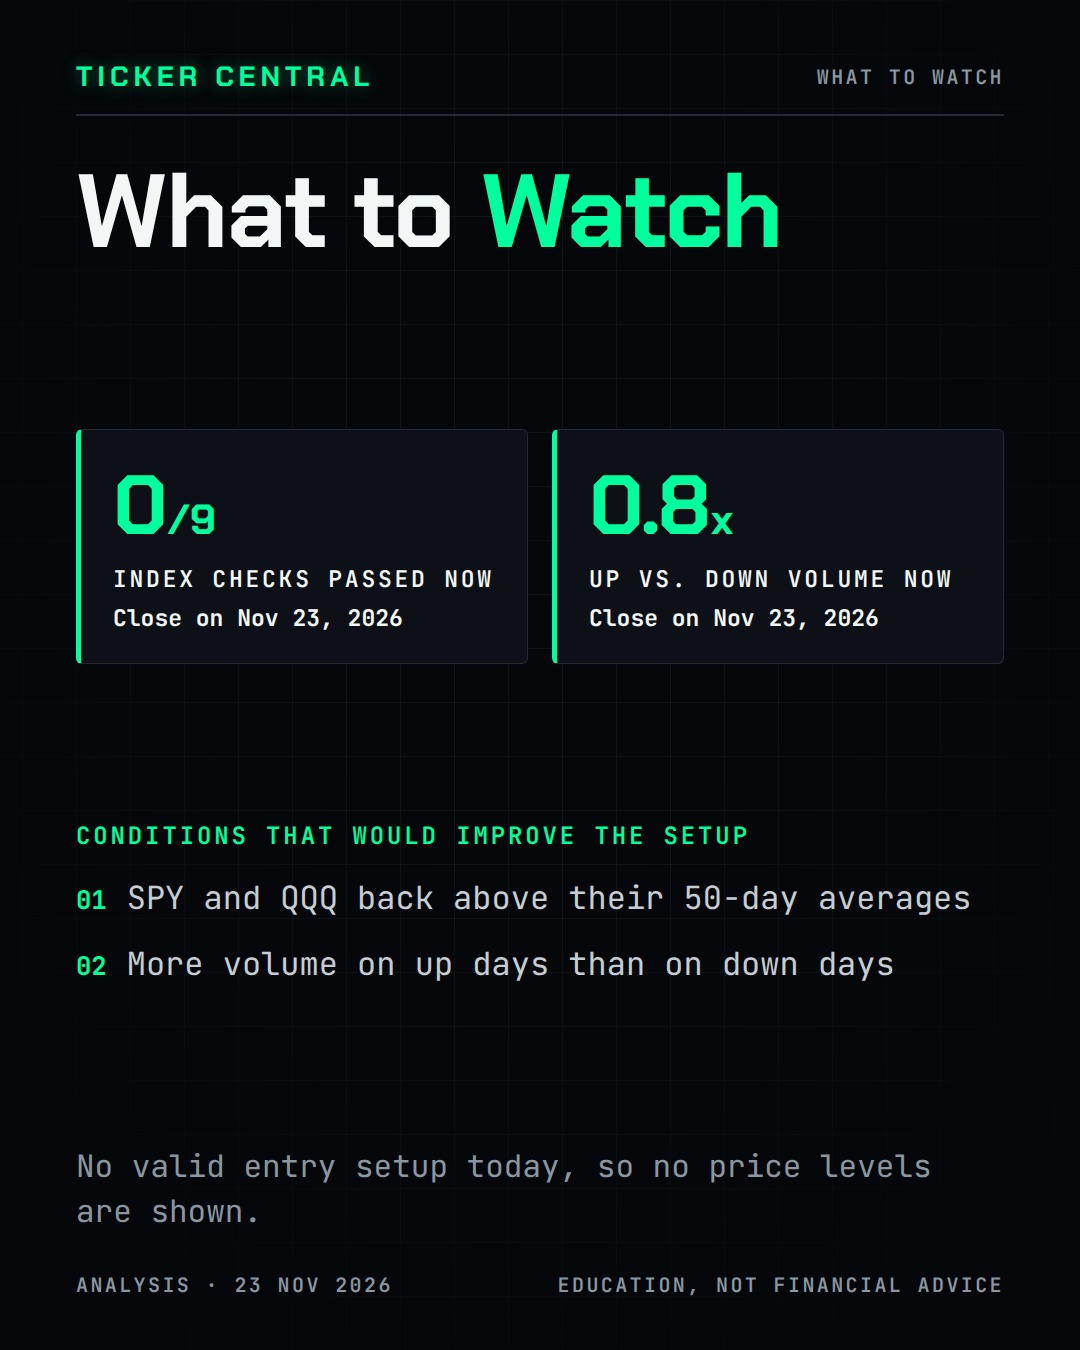 TICKER CENTRAL
WHAT TO WATCH
What to Watch
0/9
INDEX CHECKS PASSED NOW
Close on Nov 23, 2026
0.8x
UP VS. DOWN VOLUME NOW
Close on Nov 23, 2026
CONDITIONS THAT WOULD IMPROVE THE SETUP
01 SPY and QQQ back above their 50-day averages
02 More volume on up days than on down days
No valid entry setup today, so no price levels
are shown.
ANALYSIS · 23 NOV 2026
EDUCATION, NOT FINANCIAL ADVICE